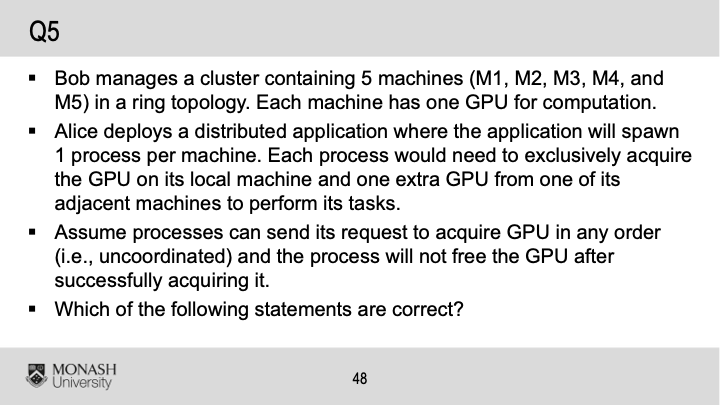 Q5
▪ Bob manages a cluster containing 5 machines (M1, M2, M3, M4, and
M5) in a ring topology. Each machine has one GPU for computation.
▪ Alice deploys a distributed application where the application will spawn
1 process per machine. Each process would need to exclusively acquire
the GPU on its local machine and one extra GPU from one of its
adjacent machines to perform its tasks.
▪ Assume processes can send its request to acquire GPU in any order
(i.e., uncoordinated) and the process will not free the GPU after
successfully acquiring it.
▪ Which of the following statements are correct?
MONASH
University
48